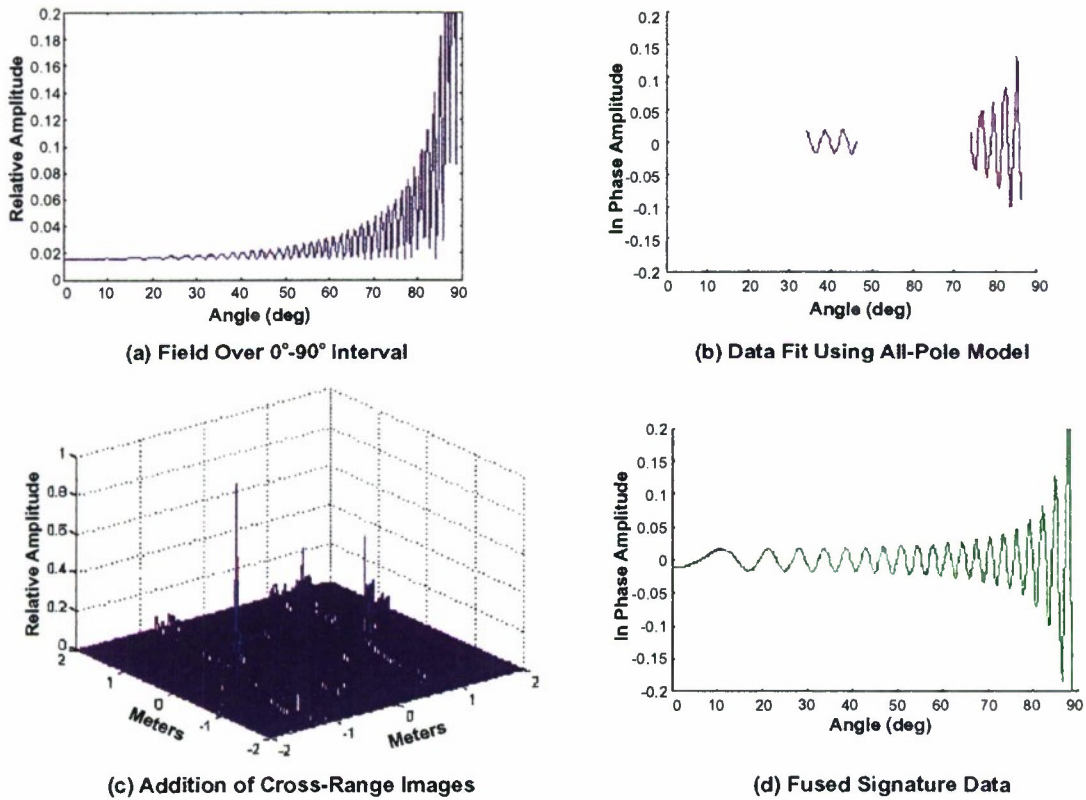 0.2
0.18
0.16
0.14
0.12
0.1
0.08
0.06
0.04
0.02
0
Relative Amplitude
0 10 20 30 40 50 60 70 80 90
Angle (deg)
(a) Field Over 0°-90° Interval
0.2
0.15
0.1
0.05
0
-0.05
-0.1
-0.15
-0.2
In Phase Amplitude
0 10 20 30 40 50 60 70 80 90
Angle (deg)
(b) Data Fit Using All-Pole Model
1
0.8
0.6
0.4
0.2
0
Relative Amplitude
2
1
0
-1
-2
Meters
-2
-1
0
1
2
Meters
(c) Addition of Cross-Range Images
0.2
0.15
0.1
0.05
0
-0.05
-0.1
-0.15
-0.2
In Phase Amplitude
0 10 20 30 40 50 60 70 80 90
Angle (deg)
(d) Fused Signature Data